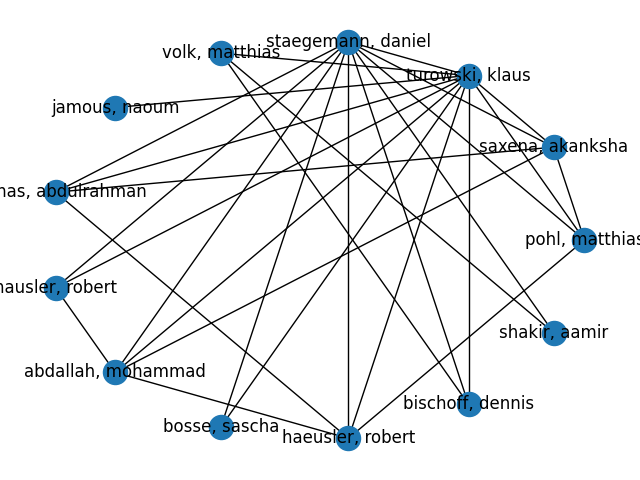 staegemann, daniel
volk, matthias
turowski, klaus
jamous, naoum
saxena, akanksha
abdulrahman
pohl, matthias
hausler, robert
shakir, aamir
abdallah, mohammad
bischoff, dennis
bosse, sascha
haeusler, robert